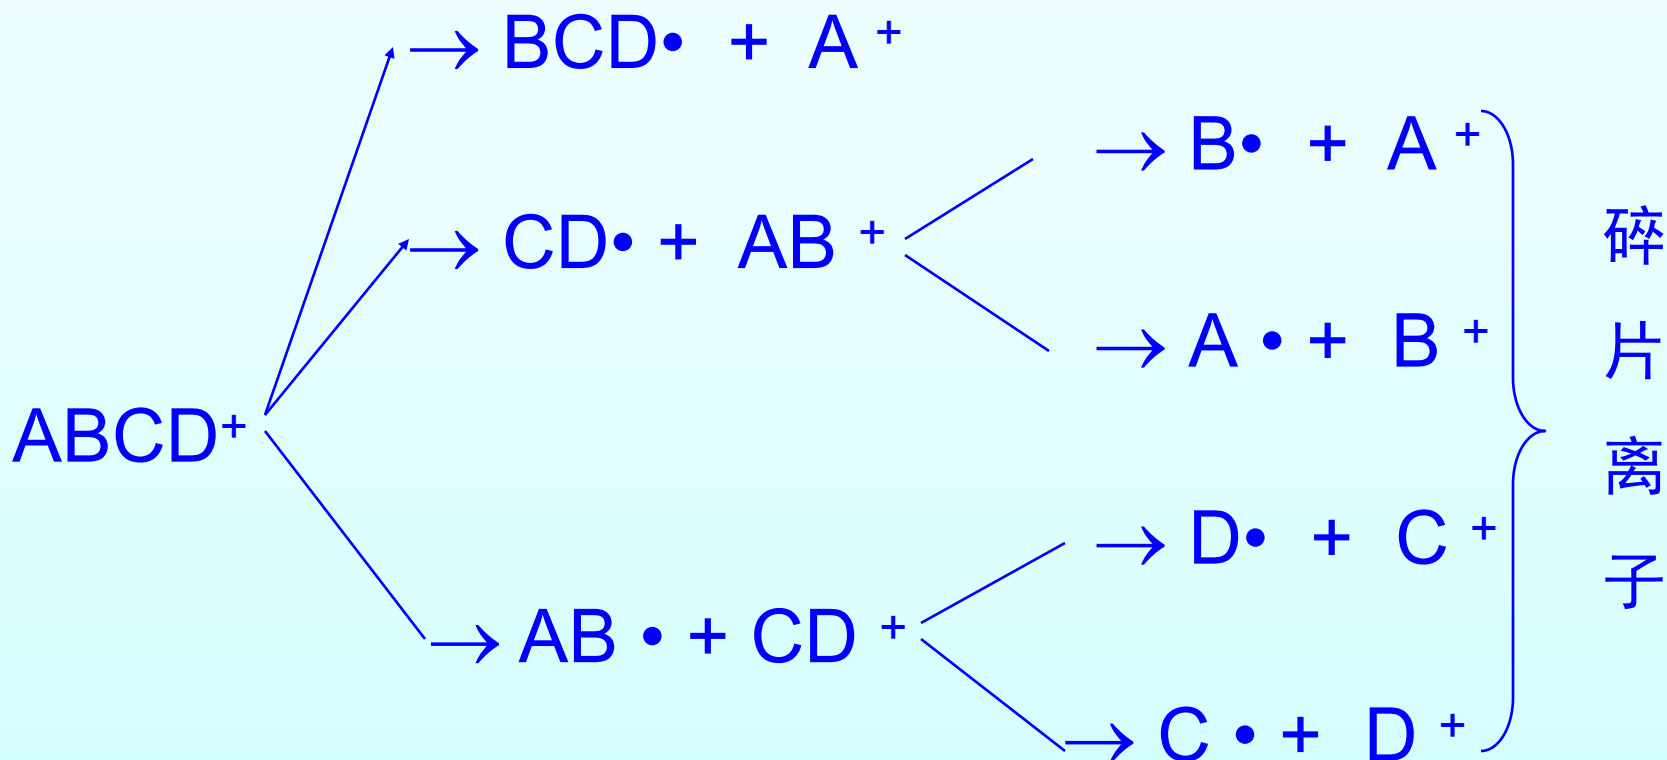 → BCD• + A +
→ B• + A +
→ CD• + AB +
→ A • + B +
ABCD+
→ D• + C +
→ AB • + CD +
→ C • + D +
碎片离子